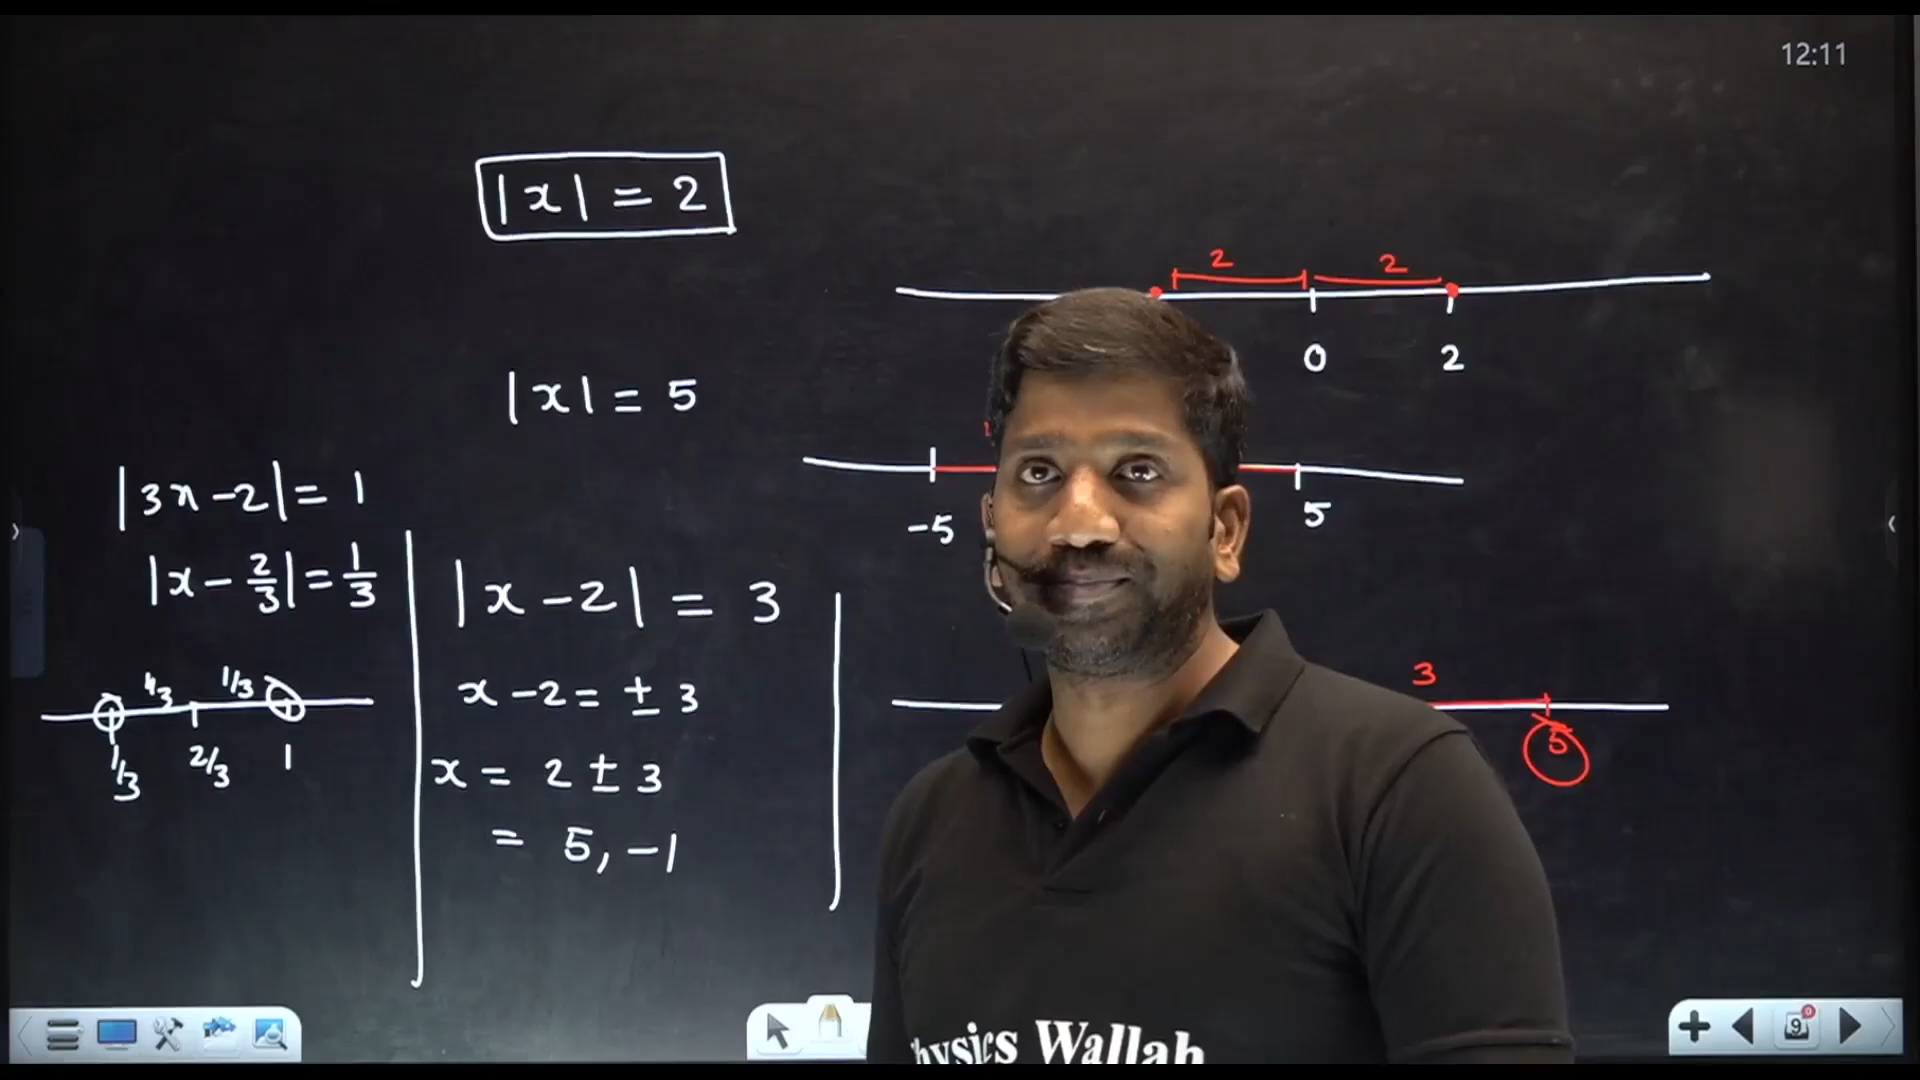 12:11
|x| = 2
2 2
0 2
|x| = 5
-5 5
|3x-2| = 1
|x - 2/3| = 1/3
1/3 1/3
1/3 2/3 1
|x-2| = 3
x-2 = ± 3
x = 2 ± 3
= 5, -1
3
5
Wallah
9